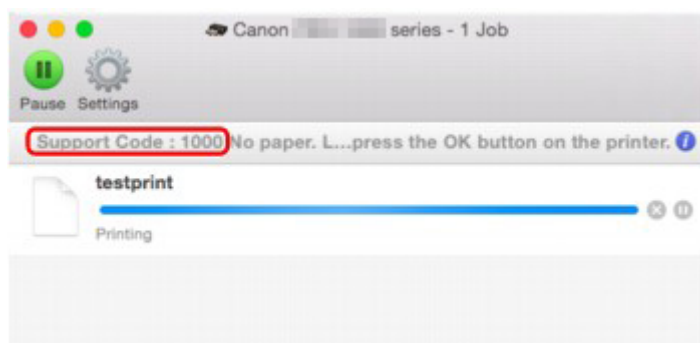 Canon series - 1 Job
Pause Settings
Support Code : 1000 No paper. L...press the OK button on the printer.
testprint
Printing